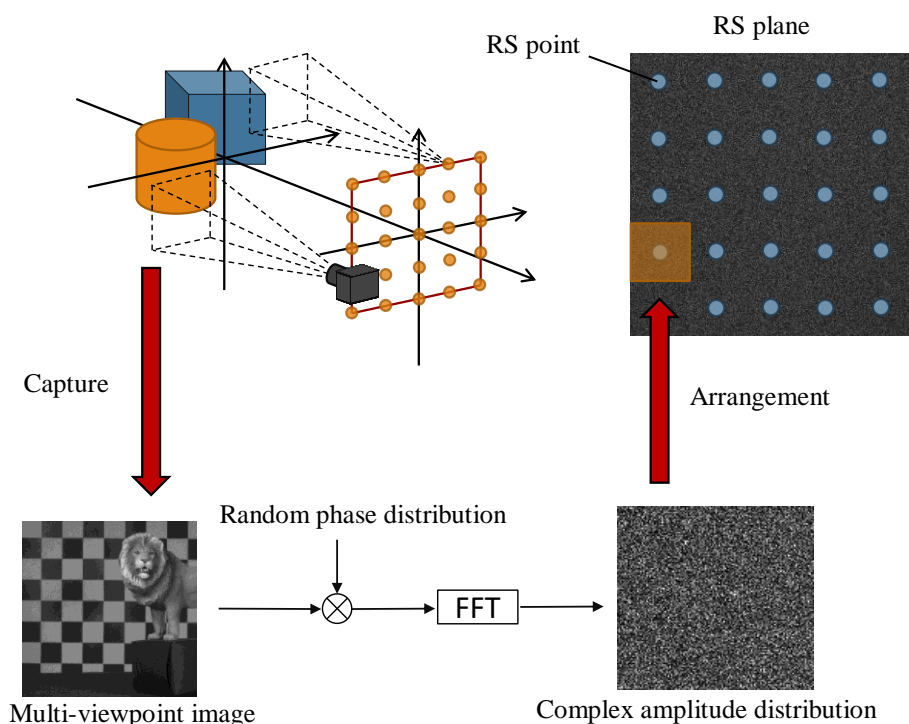 RS plane
RS point
Capture
Arrangement
Random phase distribution
FFT
Multi-viewpoint image
Complex amplitude distribution